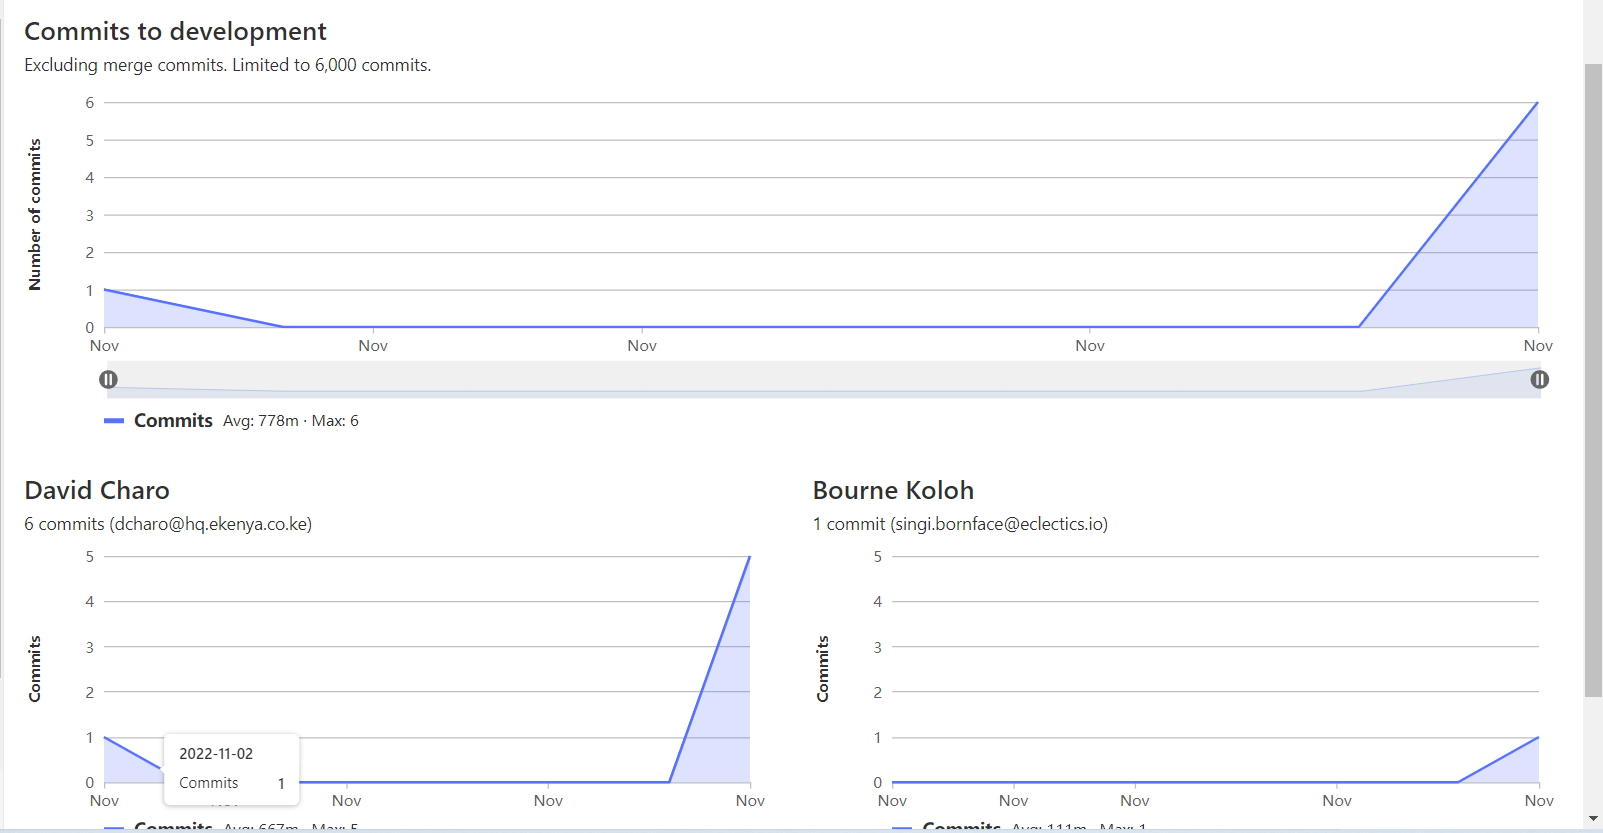 Commits to development
Excluding merge commits. Limited to 6,000 commits.
6
5
4
3
2
1
0
Number of commits
Nov Nov Nov Nov Nov
Commits Avg: 778m · Max: 6
David Charo
6 commits (dcharo@hq.ekenya.co.ke)
5
4
3
2
1
0
Commits
2022-11-02
Commits 1
Nov Nov Nov Nov
Commits Avg: 667m · Max: 5
Bourne Koloh
1 commit (singi.bornface@eclectics.io)
5
4
3
2
1
0
Commits
Nov Nov Nov Nov Nov
Commits Avg: 111m · Max: 1